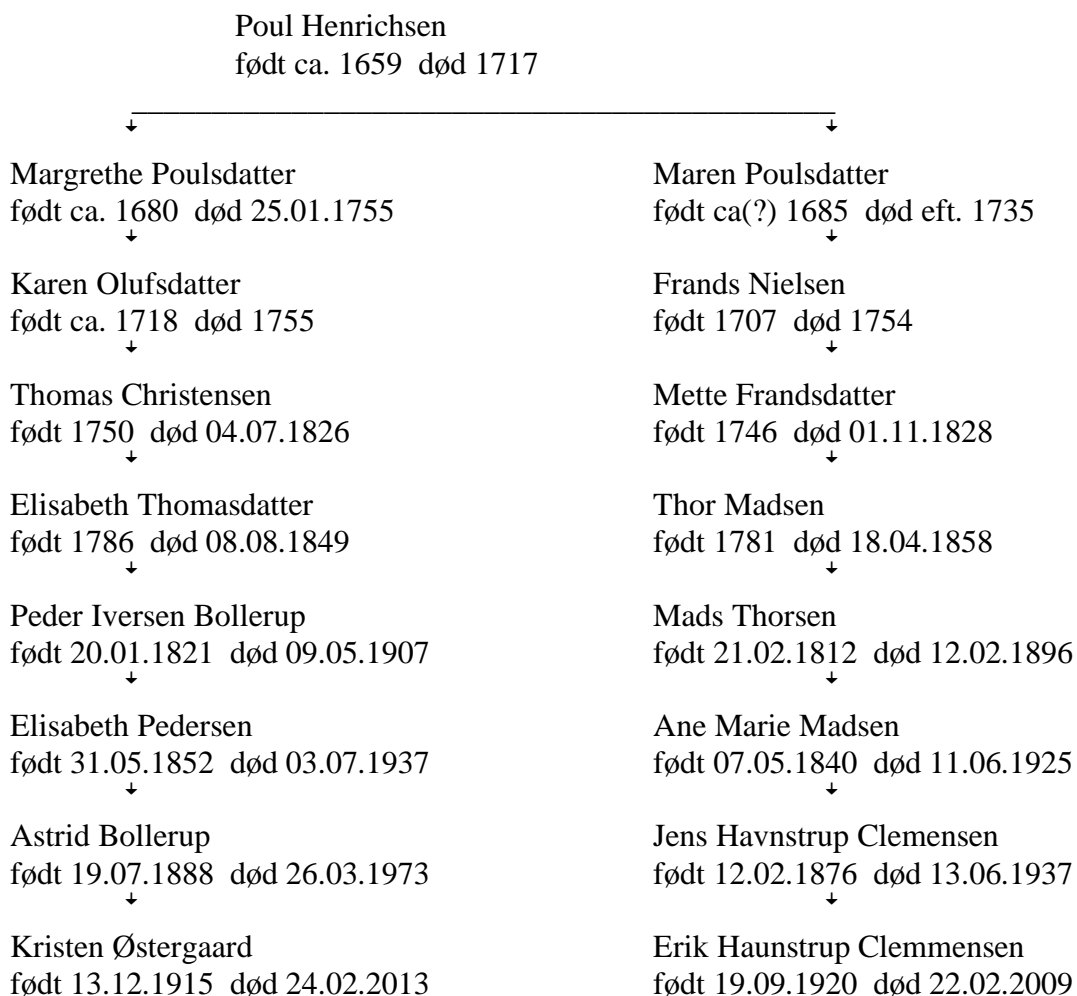 Poul Henrichsen
født ca. 1659 død 1717
Margrethe Poulsdatter
født ca. 1680 død 25.01.1755
Maren Poulsdatter
født ca(?) 1685 død eft. 1735
Karen Olufsdatter
født ca. 1718 død 1755
Frands Nielsen
født 1707 død 1754
Thomas Christensen
født 1750 død 04.07.1826
Mette Frandsdatter
født 1746 død 01.11.1828
Elisabeth Thomasdatter
født 1786 død 08.08.1849
Thor Madsen
født 1781 død 18.04.1858
Peder Iversen Bollerup
født 20.01.1821 død 09.05.1907
Mads Thorsen
født 21.02.1812 død 12.02.1896
Elisabeth Pedersen
født 31.05.1852 død 03.07.1937
Ane Marie Madsen
født 07.05.1840 død 11.06.1925
Astrid Bollerup
født 19.07.1888 død 26.03.1973
Jens Havnstrup Clemensen
født 12.02.1876 død 13.06.1937
Kristen Østergaard
født 13.12.1915 død 24.02.2013
Erik Haunstrup Clemmensen
født 19.09.1920 død 22.02.2009